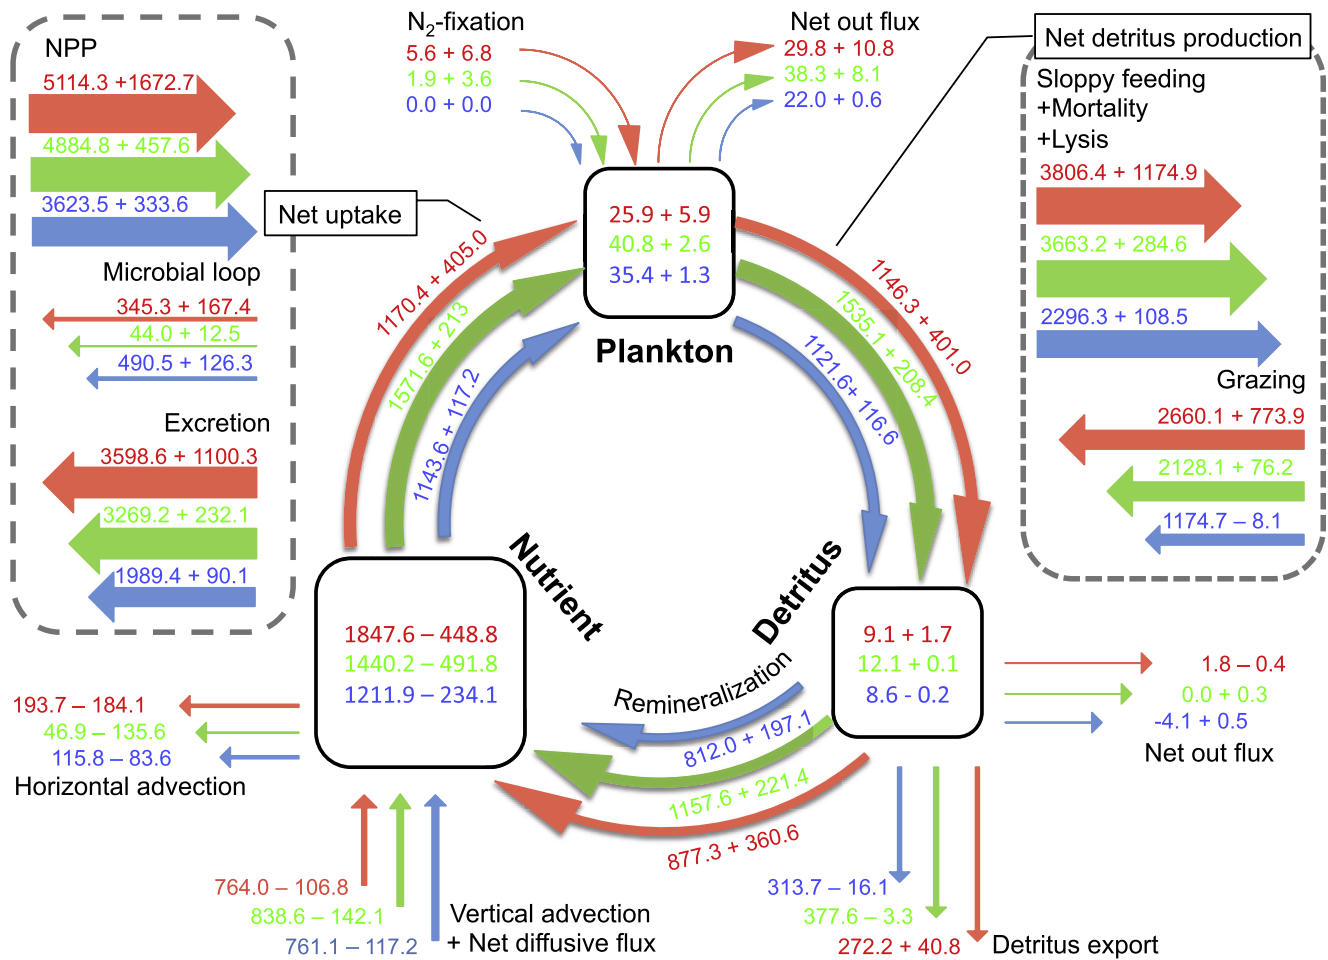 NPP
5114.3 +1672.7
4884.8 + 457.6
3623.5 + 333.6
Microbial loop
345.3 + 167.4
44.0 + 12.5
490.5 + 126.3
Excretion
3598.6 + 1100.3
3269.2 + 232.1
1989.4 + 90.1
Net uptake
1170.4 + 405.0
1571.6 + 213
1143.6 + 117.2
N2-fixation
5.6 + 6.8
1.9 + 3.6
0.0 + 0.0
Net out flux
29.8 + 10.8
38.3 + 8.1
22.0 + 0.6
25.9 + 5.9
40.8 + 2.6
35.4 + 1.3
Plankton
Net detritus production
1146.3 + 401.0
1535.1 + 208.4
1121.6+ 116.6
Sloppy feeding
+Mortality
+Lysis
3806.4 + 1174.9
3663.2 + 284.6
2296.3 + 108.5
Grazing
2660.1 + 773.9
2128.1 + 76.2
1174.7 – 8.1
Nutrient
1847.6 – 448.8
1440.2 – 491.8
1211.9 – 234.1
Detritus
9.1 + 1.7
12.1 + 0.1
8.6 - 0.2
Remineralization
812.0 + 197.1
1157.6 + 221.4
877.3 + 360.6
193.7 – 184.1
46.9 – 135.6
115.8 – 83.6
Horizontal advection
1.8 – 0.4
0.0 + 0.3
-4.1 + 0.5
Net out flux
764.0 – 106.8
838.6 – 142.1
761.1 – 117.2
Vertical advection
+ Net diffusive flux
313.7 – 16.1
377.6 – 3.3
272.2 + 40.8
Detritus export